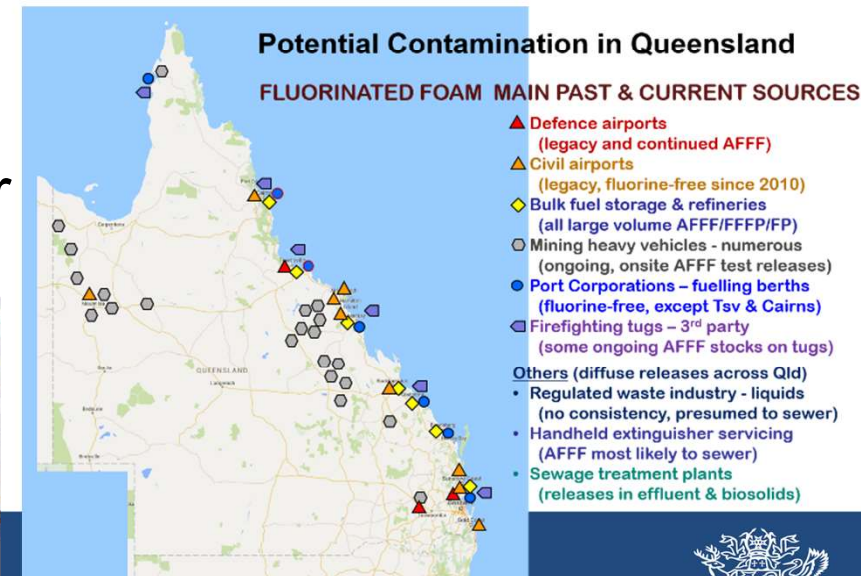 Potential Contamination in Queensland
FLUORINATED FOAM MAIN PAST & CURRENT SOURCES
Defence airports
(legacy and continued AFFF)
Civil airports
(legacy, fluorine-free since 2010)
Bulk fuel storage & refineries
(all large volume AFFF/FFFP/FP)
Mining heavy vehicles - numerous
(ongoing, onsite AFFF test releases)
Port Corporations – fuelling berths
(fluorine-free, except Tsv & Cairns)
Firefighting tugs – 3rd party
(some ongoing AFFF stocks on tugs)
Others (diffuse releases across Qld)
• Regulated waste industry - liquids
(no consistency, presumed to sewer)
• Handheld extinguisher servicing
(AFFF most likely to sewer)
• Sewage treatment plants
(releases in effluent & biosolids)
QUEENSLAND